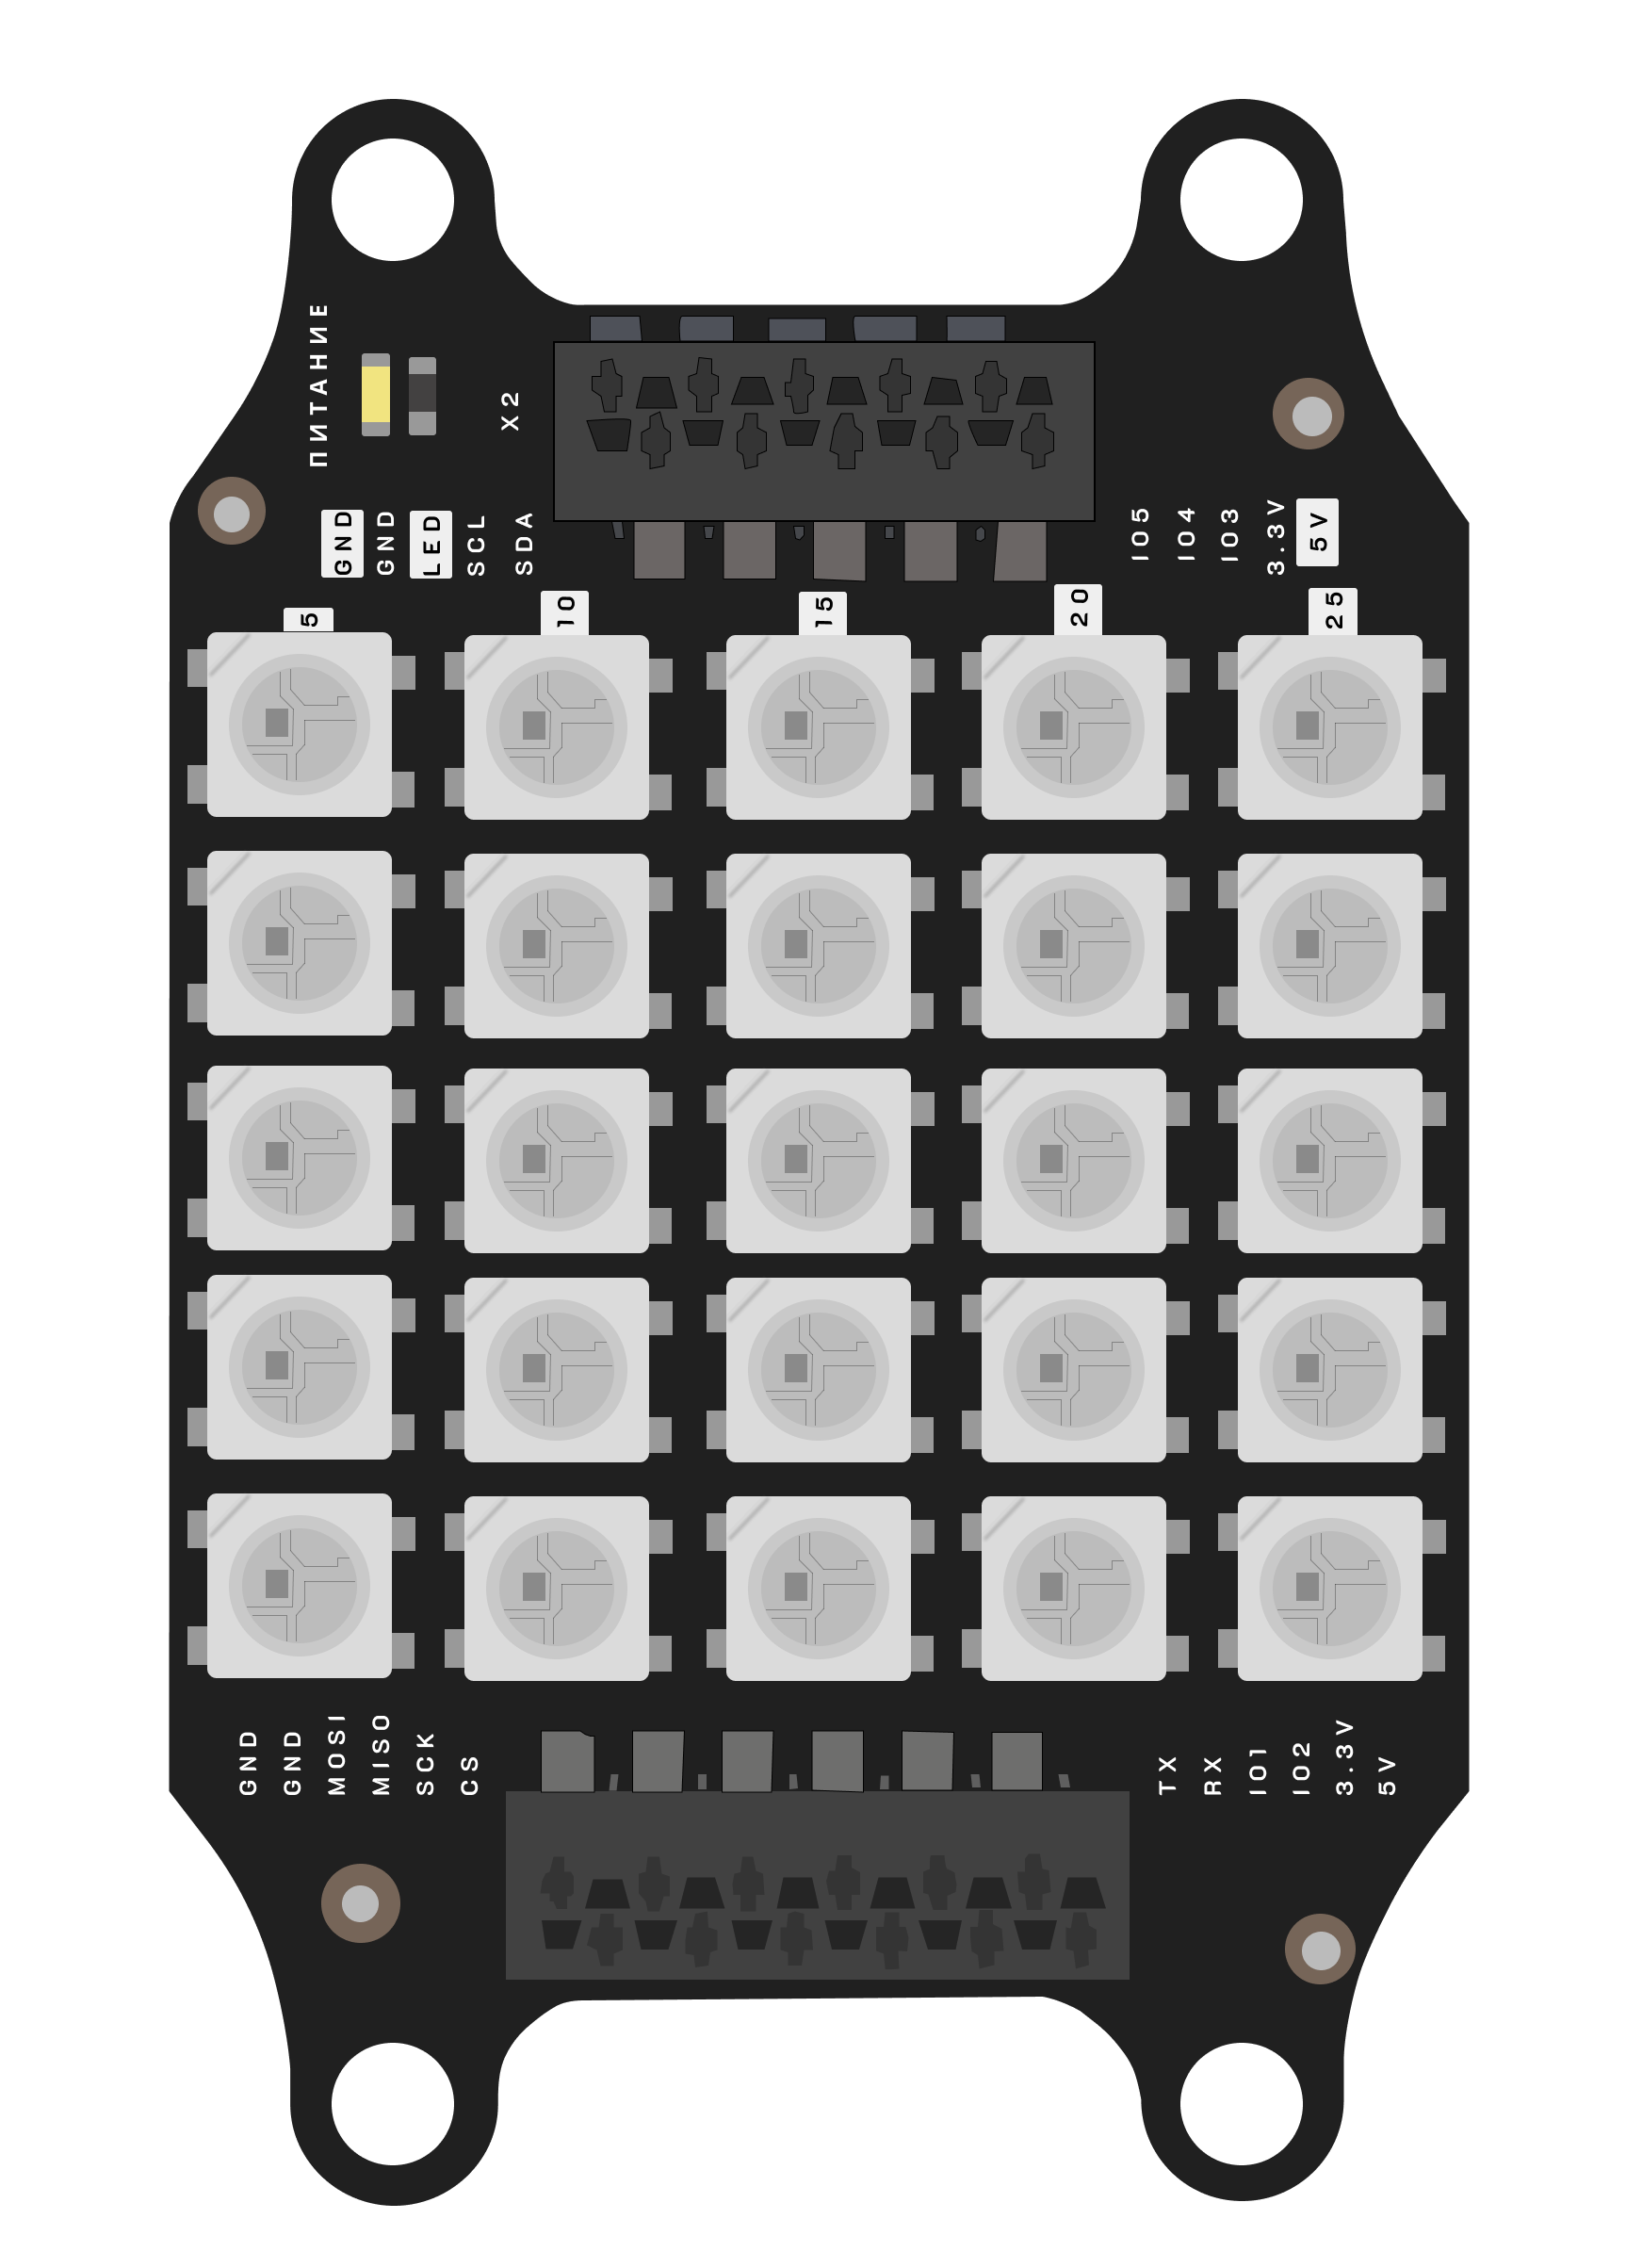 ПИТАНИЕ
X2
GND
GND
LED
SCL
SDA
IO5
IO4
IO3
3.3V
5V
5
10
15
20
25
GND
GND
MOSI
MISO
SCK
CS
TX
RX
IO1
IO2
3.3V
5V